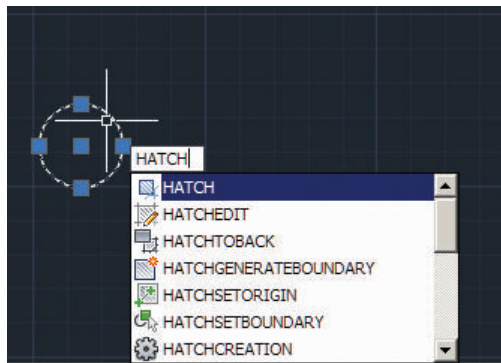 HATCH
HATCH
HATCHEDIT
HATCHTOBACK
HATCHGENERATEBOUNDARY
HATCHSETORIGIN
HATCHSETBOUNDARY
HATCHCREATION